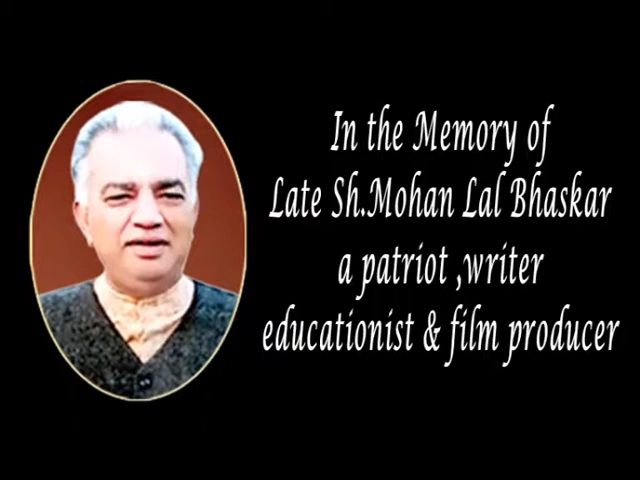 In the Memory of
Late Sh.Mohan Lal Bhaskar
a patriot ,writer
educationist & film producer